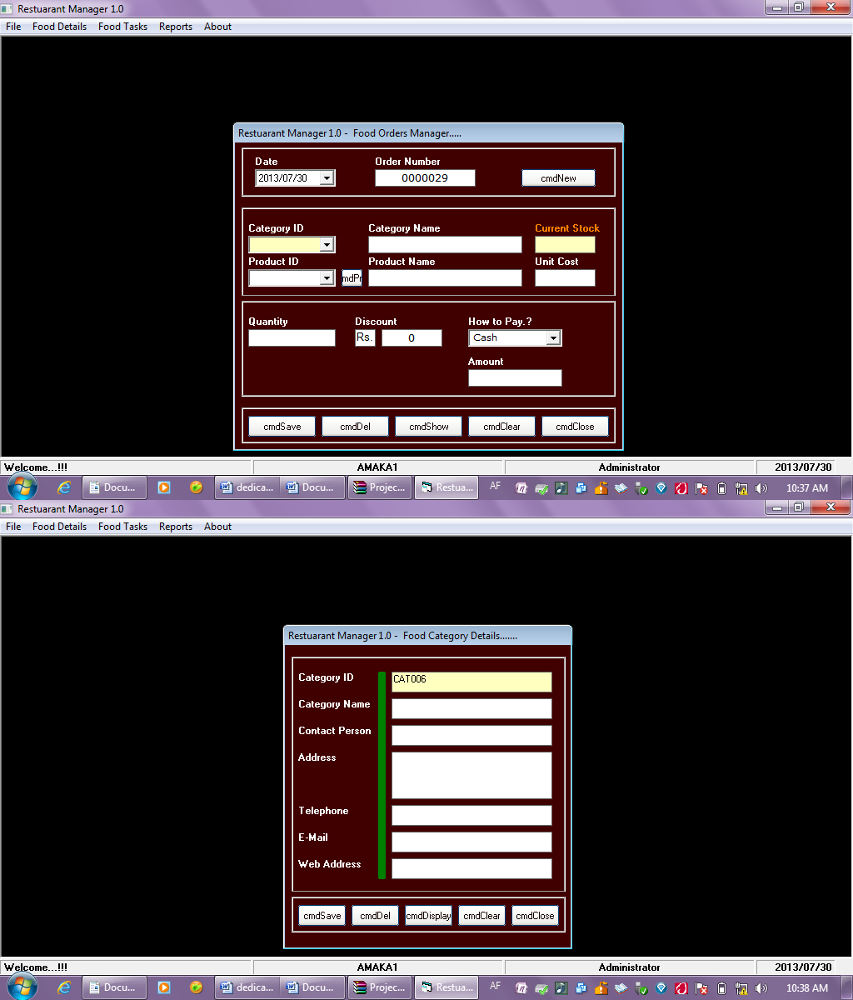 Restuarant Manager 1.0
File Food Details Food Tasks Reports About
Restuarant Manager 1.0 - Food Orders Manager.....
Date Order Number
2013/07/30 0000029 cmdNew
Category ID Category Name Current Stock
Product ID Product Name Unit Cost
mdPr
Quantity Discount How to Pay.?
Rs. 0 Cash
Amount
cmdSave cmdDel cmdShow cmdClear cmdClose
Welcome...!!! AMAKA1 Administrator 2013/07/30
Docu... dedica... Docu... Projec... Restua... AF 10:37 AM
Restuarant Manager 1.0
File Food Details Food Tasks Reports About
Restuarant Manager 1.0 - Food Category Details.......
Category ID CAT006
Category Name
Contact Person
Address
Telephone
E-Mail
Web Address
cmdSave cmdDel cmdDisplay cmdClear cmdClose
Welcome...!!! AMAKA1 Administrator 2013/07/30
Docu... dedica... Docu... Projec... Restua... AF 10:38 AM